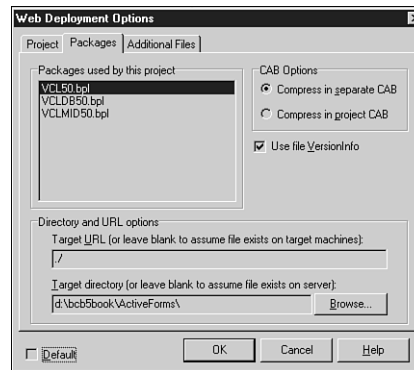 Web Deployment Options
Project Packages Additional Files
Packages used by this project
VCL50.bpl
VCLDB50.bpl
VCLMID50.bpl
CAB Options
Compress in separate CAB
Compress in project CAB
Use file VersionInfo
Directory and URL options
Target URL (or leave blank to assume file exists on target machines):
./
Target directory (or leave blank to assume file exists on server):
d:\bcb5book\ActiveForms\
Browse...
Default
OK
Cancel
Help